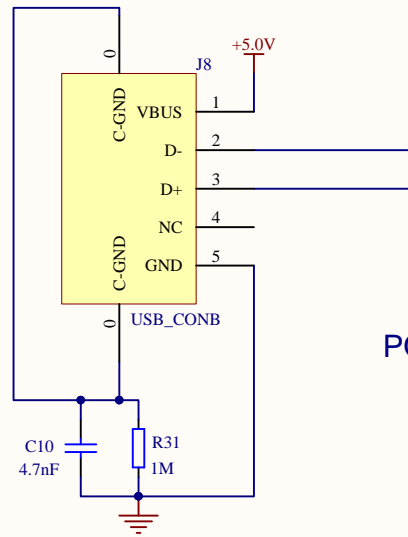 0
J8
+5.0V
C-GND
VBUS
1
D-
2
D+
3
NC
4
C-GND
GND
5
0
USB_CONB
C10
4.7nF
R31
1M